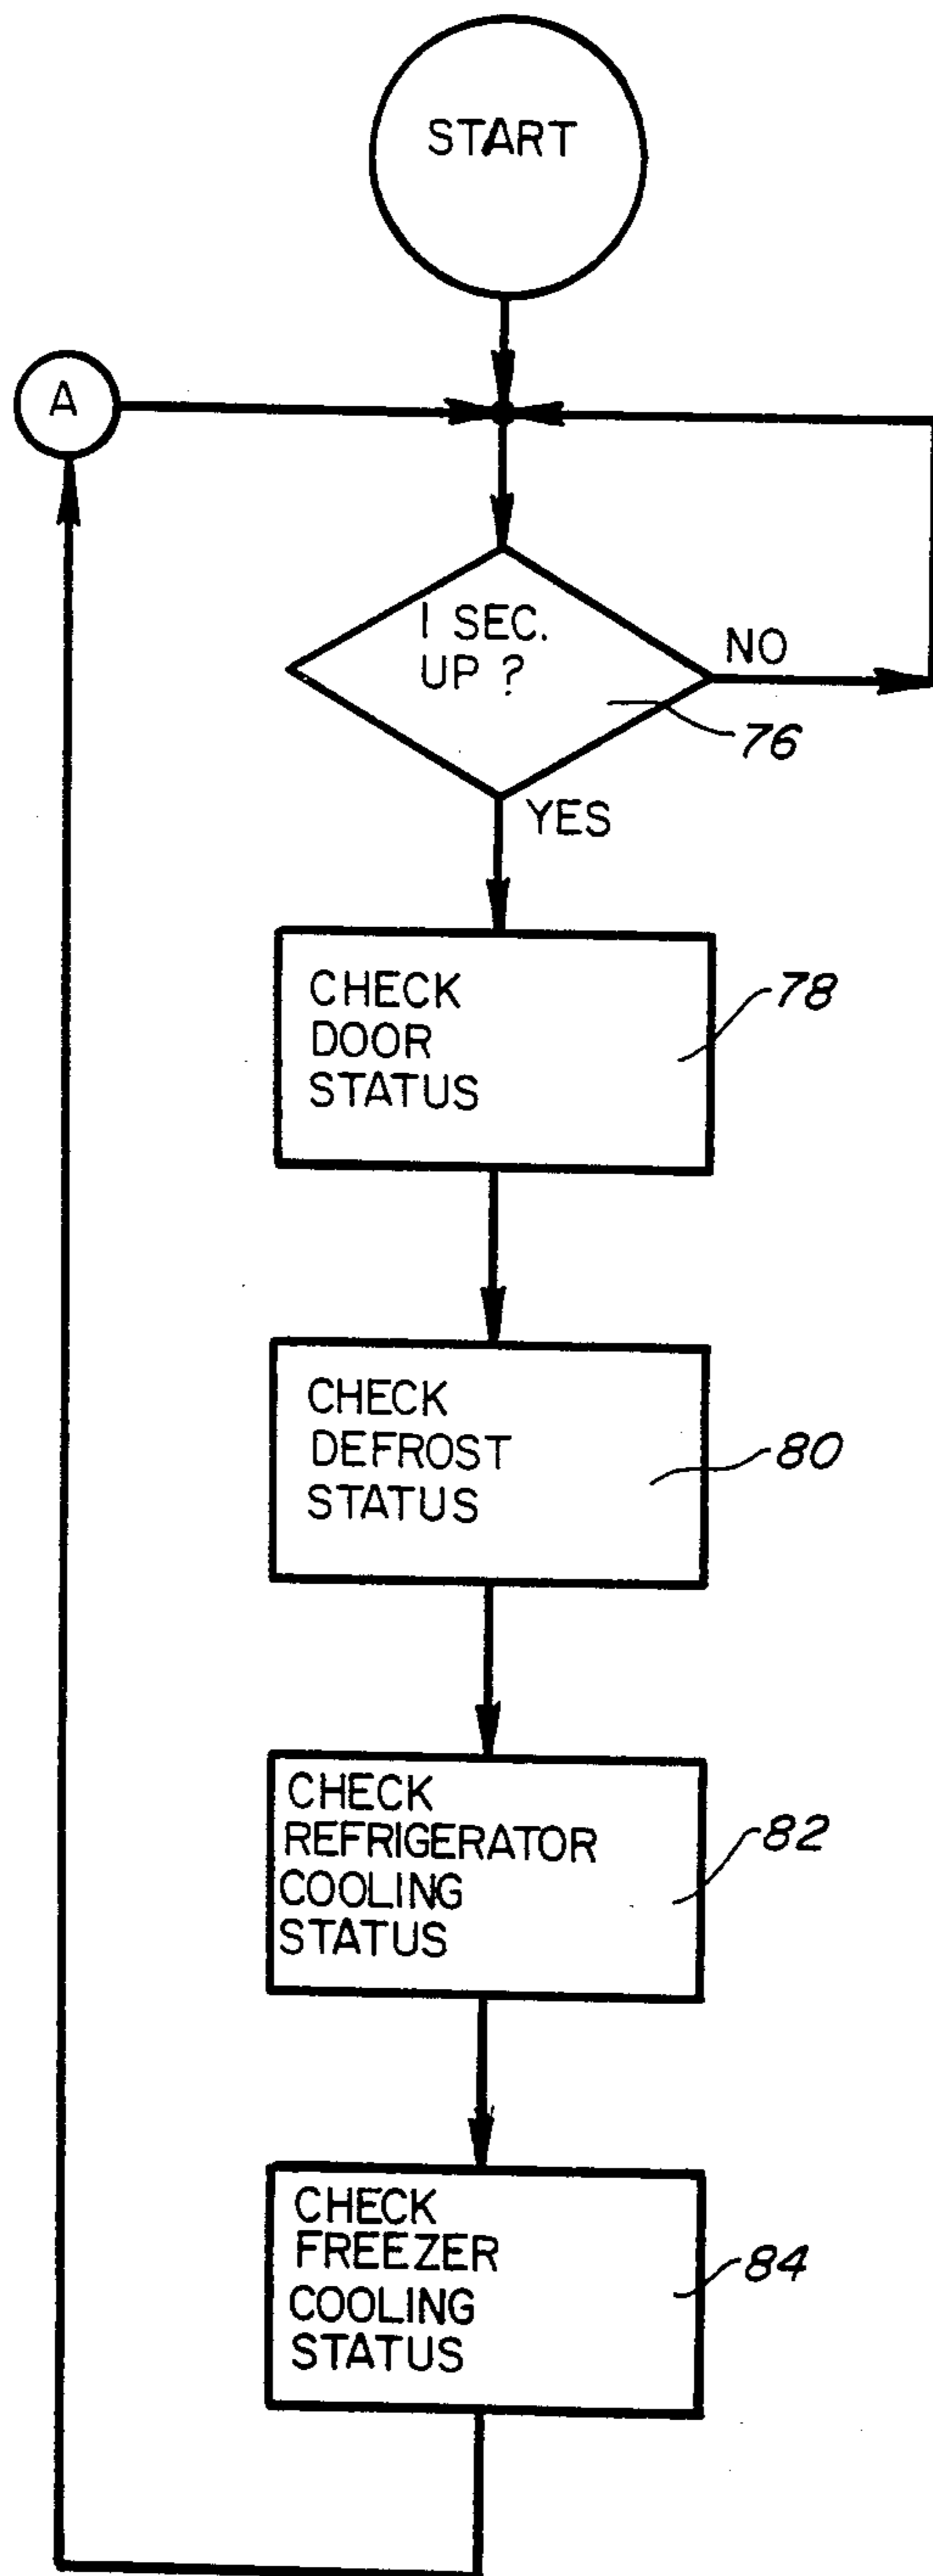 START
A
1 SEC.
UP ?
NO
76
YES
CHECK
DOOR
STATUS
78
CHECK
DEFROST
STATUS
80
CHECK
REFRIGERATOR
COOLING
STATUS
82
CHECK
FREEZER
COOLING
STATUS
84